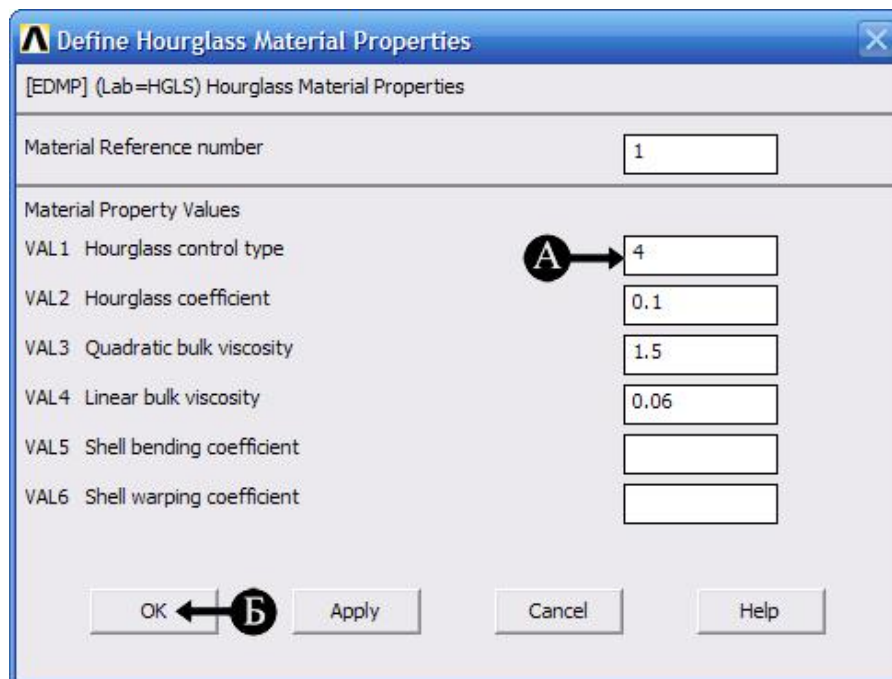 Define Hourglass Material Properties
[EDMP] (Lab=HGLS) Hourglass Material Properties
Material Reference number 1
Material Property Values
VAL1 Hourglass control type А 4
VAL2 Hourglass coefficient 0.1
VAL3 Quadratic bulk viscosity 1.5
VAL4 Linear bulk viscosity 0.06
VAL5 Shell bending coefficient
VAL6 Shell warping coefficient
OK Б Apply Cancel Help